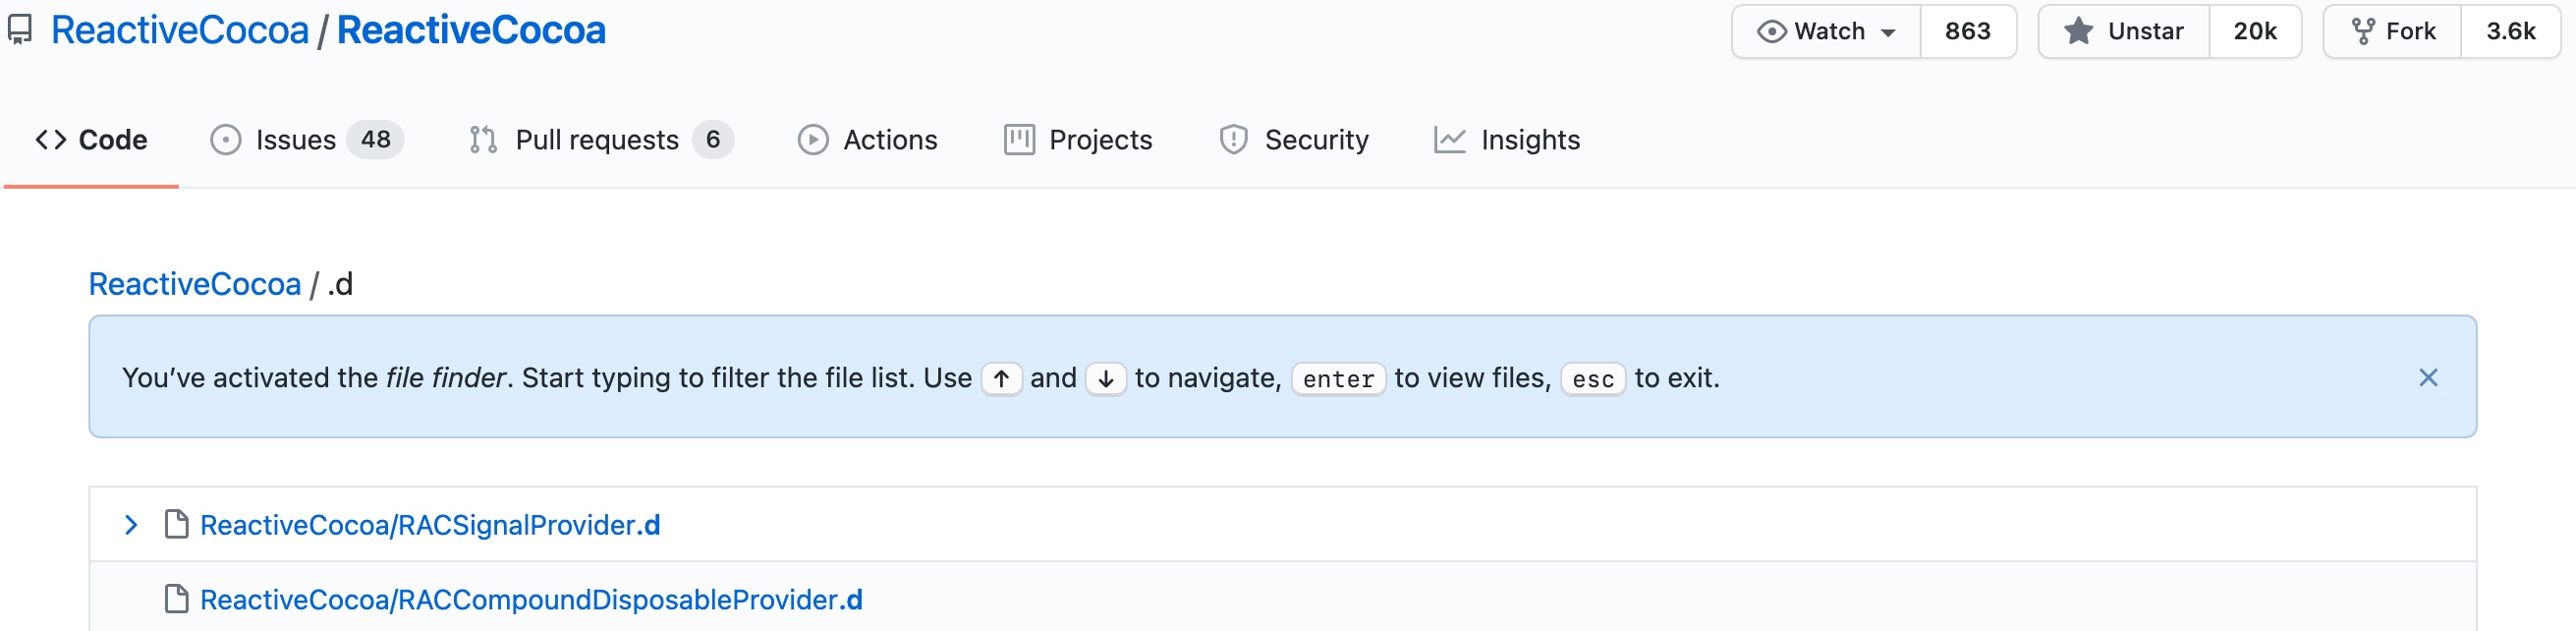 ReactiveCocoa / ReactiveCocoa Watch 863 Unstar 20k Fork 3.6k
Code Issues 48 Pull requests 6 Actions Projects Security Insights
ReactiveCocoa / .d
You’ve activated the file finder. Start typing to filter the file list. Use ↑ and ↓ to navigate, enter to view files, esc to exit.
ReactiveCocoa/RACSignalProvider.d
ReactiveCocoa/RACCompoundDisposableProvider.d